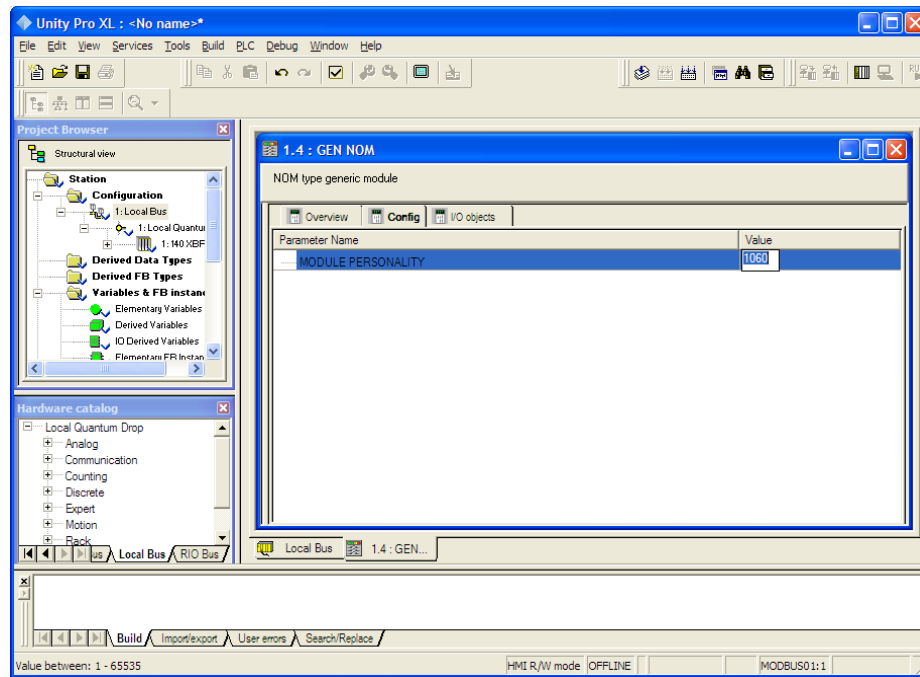 Unity Pro XL : <No name>*
File Edit View Services Tools Build PLC Debug Window Help
Project Browser
Structural view
Station
Configuration
1: Local Bus
1: Local Quantu
1: 140 XBF
Derived Data Types
Derived FB Types
Variables & FB instan
Elementary Variables
Derived Variables
IO Derived Variables
Elementary FB Instan
1.4 : GEN NOM
NOM type generic module
Overview Config I/O objects
Parameter Name Value
MODULE PERSONALITY 1060
Hardware catalog
Local Quantum Drop
Analog
Communication
Counting
Discrete
Expert
Motion
Rack
us Local Bus RIO Bus
Local Bus 1.4 : GEN...
Build Import/export User errors Search/Replace
Value between: 1 - 65535 HMI R/W mode OFFLINE MODBUS01:1